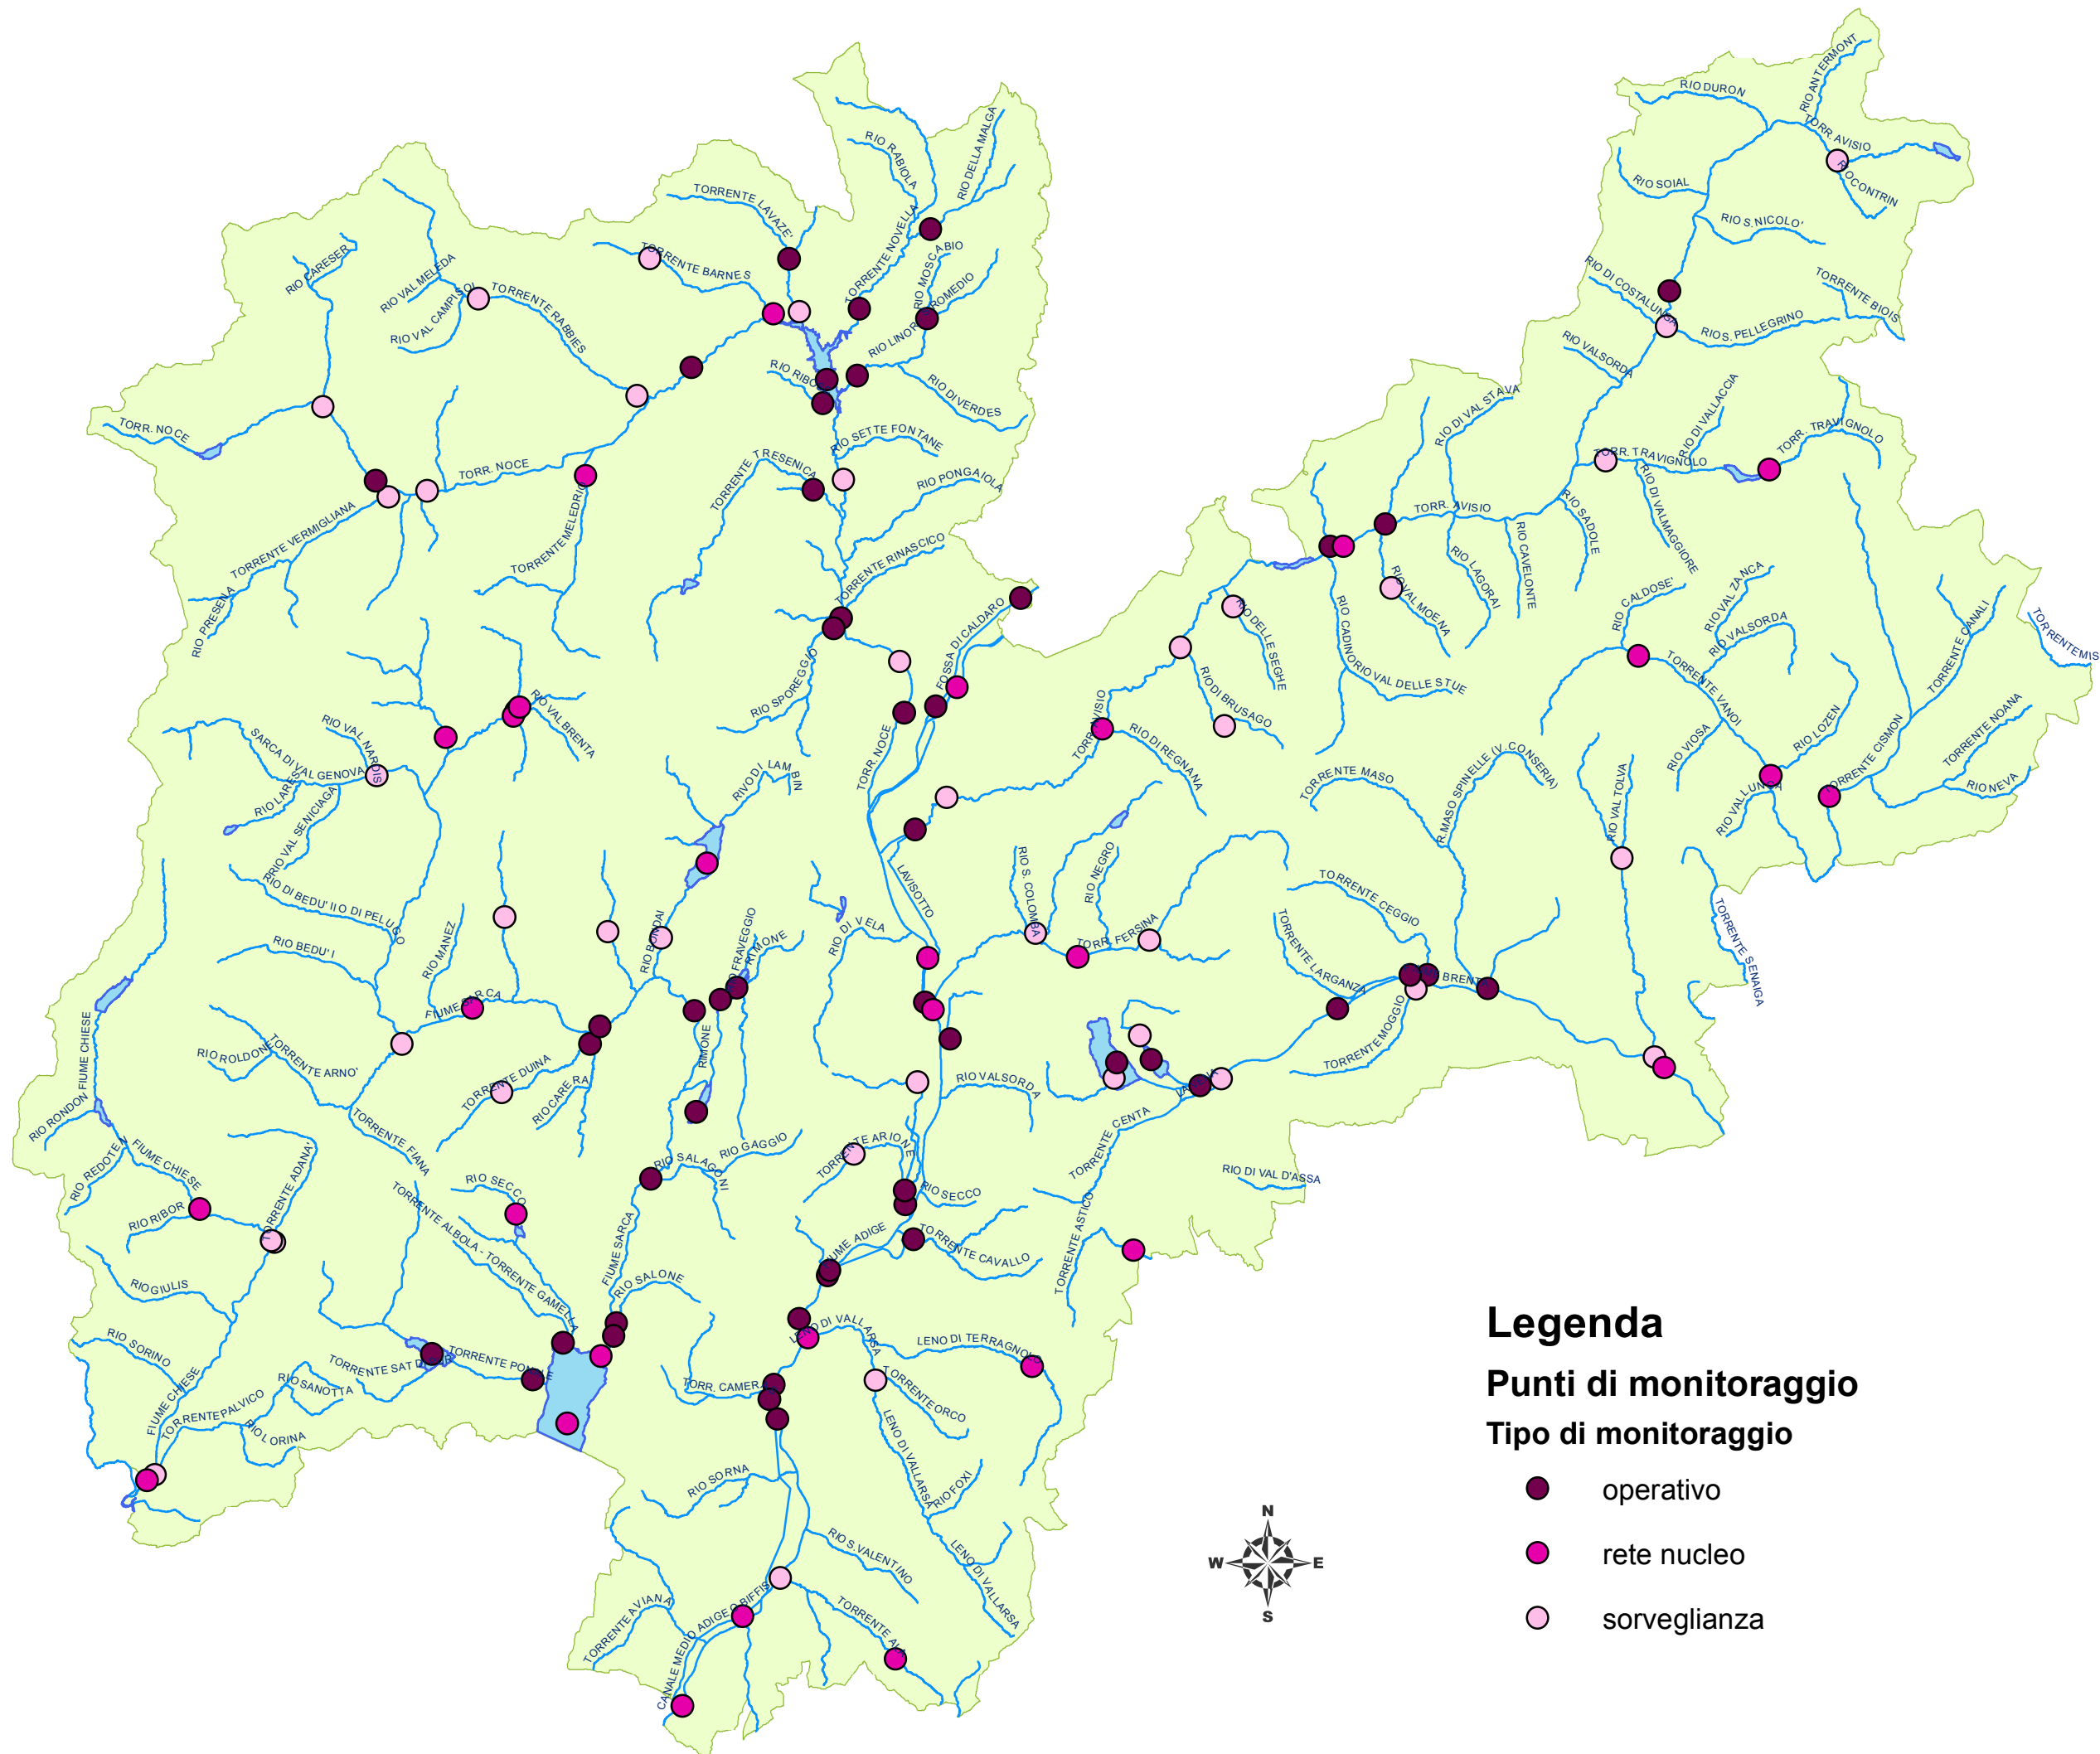 RIO ANTERMONT
RIO DURON
TORR. AVISIO
RIO CONTRIN
RIO SOIAL
RIO S. NICOLO'
RIO DI COSTALUNGA
TORRENTE BIOIS
RIO S. PELLEGRINO
RIO VALSORDA
RIO RABIOLA
RIO DELLA MALGA
TORRENTE LAVAZE'
TORRENTE NOVELLA
TORRENTE BARNES
RIO MOSCABIO
RIO CARESER
RIO VAL MELEDA
RIO VAL CAMPISOL
TORRENTE RABBIES
RIO DI VERDES
TORR. NOCE
RIO SETTE FONTANE
TORRENTE TRESENICA
RIO PONGAIOLA
TORR. NOCE
TORRENTE VERMIGLIANA
TORRENTE MELEDRIO
RIO PRESENA
TORRENTE RINASCICO
FOSSA DI CALDARO
RIO SPOREGGIO
TORR. NOCE
RIO DI VAL STAVA
RIO DI VALLACCIA
TORR. TRAVIGNOLO
TORR. TRAVIGNOLO
RIO DI VALMAGGIORE
RIO SADOLE
TORR. AVISIO
RIO CAVELONTE
RIO LAGORAI
RIO VAL MOENA
RIO CADINO
RIO VAL DELLE STUE
RIO DELLE SEGHE
RIO DI BRUSAGO
TORR. AVISIO
RIO DI REGNANA
RIO CALDOSE'
RIO VAL ZANCA
RIO VALSORDA
TORRENTE VANOI
TORRENTE CANALI
TORRENTE MIS
TORRENTE NOANA
RIO LOZEN
RIO VIOSA
TORRENTE CISMON
RIO NEVA
RIO VAL LUNGA
RIO VAL BRENTA
RIO VAL NARDIS
SARCA DI VAL GENOVA
RIO LARES
RIO VAL SENICIAGA
RIVO DI LAMBIN
RIO DI BEDU' II O DI PELUGO
RIO BEDU' I
RIO MANEZ
FIUME SARCA
RIO BONDAI
RIO FRAVEGGIO
RIMONE
RIMONE
RIO DI VELA
LAVISOTTO
RIO S. COLOMBA
RIO NEGRO
TORR. FERSINA
TORRENTE MASO
R. MASO SPINELLE (V. CONSERIA)
RIO VAL TOLVA
TORRENTE CEGGIO
TORRENTE LARGANZA
TORRENTE MOGGIO
TORRENTE SENAIGA
FIUME CHIESE
RIO ROLDONE
TORRENTE ARNO'
TORRENTE DUINA
RIO CARERA
RIO RONDON
RIO VALSORDA
TORRENTE CENTA
TORRENTE FIANA
FIUME CHIESE
RIO RIBOR
TORRENTE ADANA'
RIO SECCO
TORRENTE ALBOLA - TORRENTE GAMELLA
RIO GAGGIO
RIO SALAGONI
TORRENTE ARIONE
RIO SECCO
TORRENTE CAVALLO
RIO DI VAL D'ASSA
TORRENTE ASTICO
RIO GIULIS
FIUME SARCA
RIO SALONE
FIUME ADIGE
RIO SORINO
LENO DI VALLARSA
LENO DI TERRAGNOLO
FIUME CHIESE
TORRENTE PALVICO
RIO SANOTTA
RIO LORINA
TORR. CAMERAS
TORRENTE ORCO
LENO DI VALLARSA
RIO FOXI
RIO SORNA
RIO S. VALENTINO
LENO DI VALLARSA
TORRENTE AVIANA
CANALE MEDIO ADIGE O BIFFIS
TORRENTE ALA
Legenda
Punti di monitoraggio
Tipo di monitoraggio
operativo
rete nucleo
sorveglianza
N
W
E
S